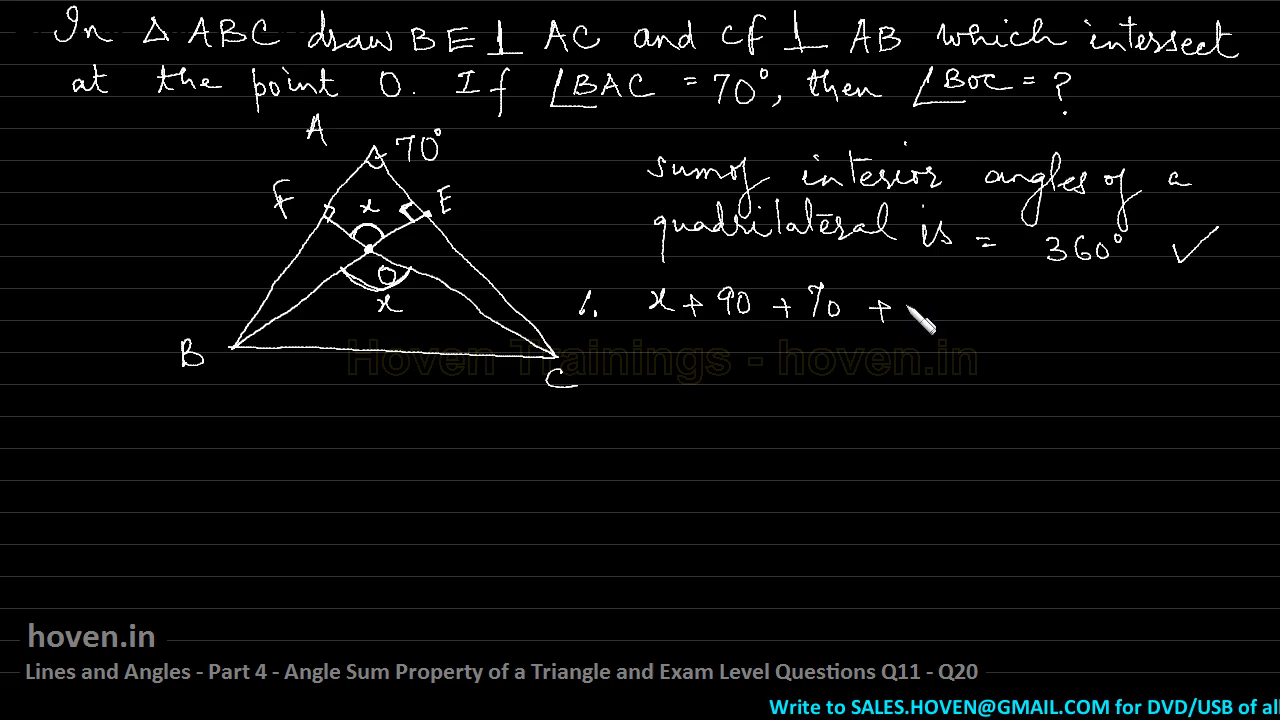 In Δ ABC draw BE ⊥ AC and CF ⊥ AB which intersect
at the point O. If ∠BAC = 70°, then ∠BOC = ?
A
70°
F
x
E
O
x
B
C
sum of interior angles of a
quadrilateral is = 360° ✓
∴ x + 90 + 70 +
Hoven Trainings - hoven.in
hoven.in
Lines and Angles - Part 4 - Angle Sum Property of a Triangle and Exam Level Questions Q11 - Q20
Write to SALES.HOVEN@GMAIL.COM for DVD/USB of al